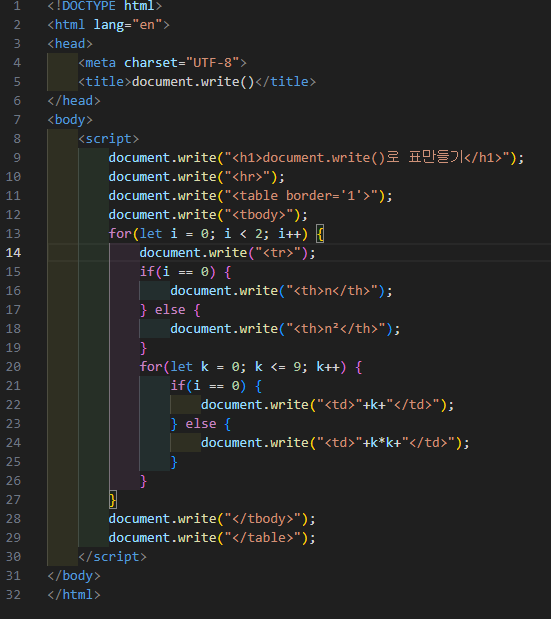 1 <!DOCTYPE html>
2 <html lang="en">
3 <head>
4     <meta charset="UTF-8">
5     <title>document.write()</title>
6 </head>
7 <body>
8     <script>
9         document.write("<h1>document.write()로 표만들기</h1>");
10         document.write("<hr>");
11         document.write("<table border='1'>");
12         document.write("<tbody>");
13         for(let i = 0; i < 2; i++) {
14             document.write("<tr>");
15             if(i == 0) {
16                 document.write("<th>n</th>");
17             } else {
18                 document.write("<th>n²</th>");
19             }
20             for(let k = 0; k <= 9; k++) {
21                 if(i == 0) {
22                     document.write("<td>"+k+"</td>");
23                 } else {
24                     document.write("<td>"+k*k+"</td>");
25                 }
26             }
27         }
28         document.write("</tbody>");
29         document.write("</table>");
30     </script>
31 </body>
32 </html>